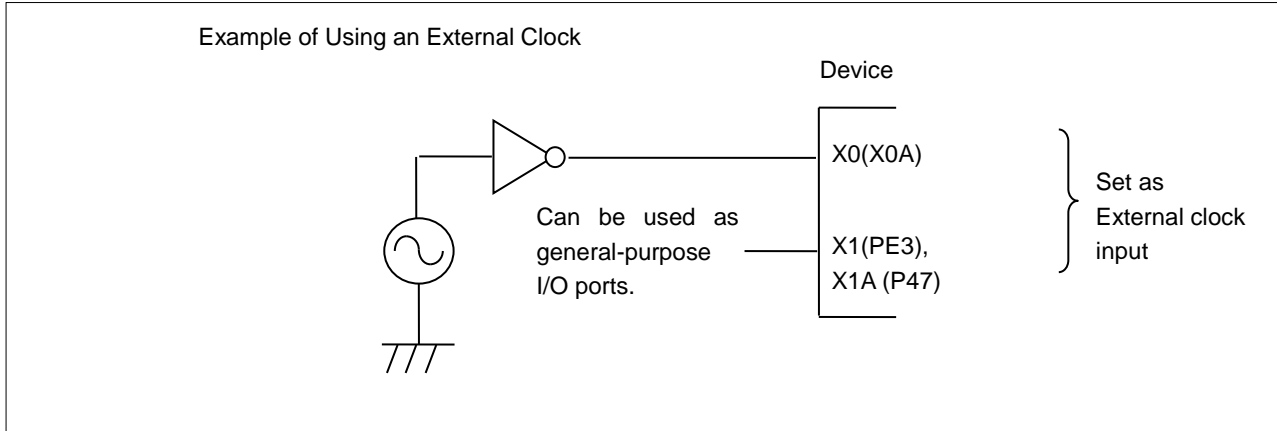 Example of Using an External Clock
Device
X0(X0A)
Can be used as
general-purpose
I/O ports.
X1(PE3),
X1A (P47)
Set as
External clock
input